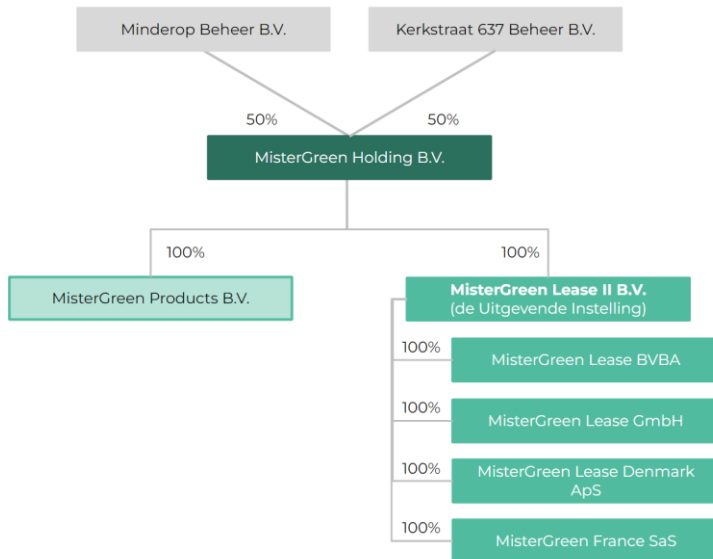 Minderop Beheer B.V.
Kerkstraat 637 Beheer B.V.
50%
50%
MisterGreen Holding B.V.
100%
100%
MisterGreen Products B.V.
MisterGreen Lease II B.V.
(de Uitgevende Instelling)
100%
MisterGreen Lease BVBA
100%
MisterGreen Lease GmbH
100%
MisterGreen Lease Denmark
ApS
100%
MisterGreen France SaS